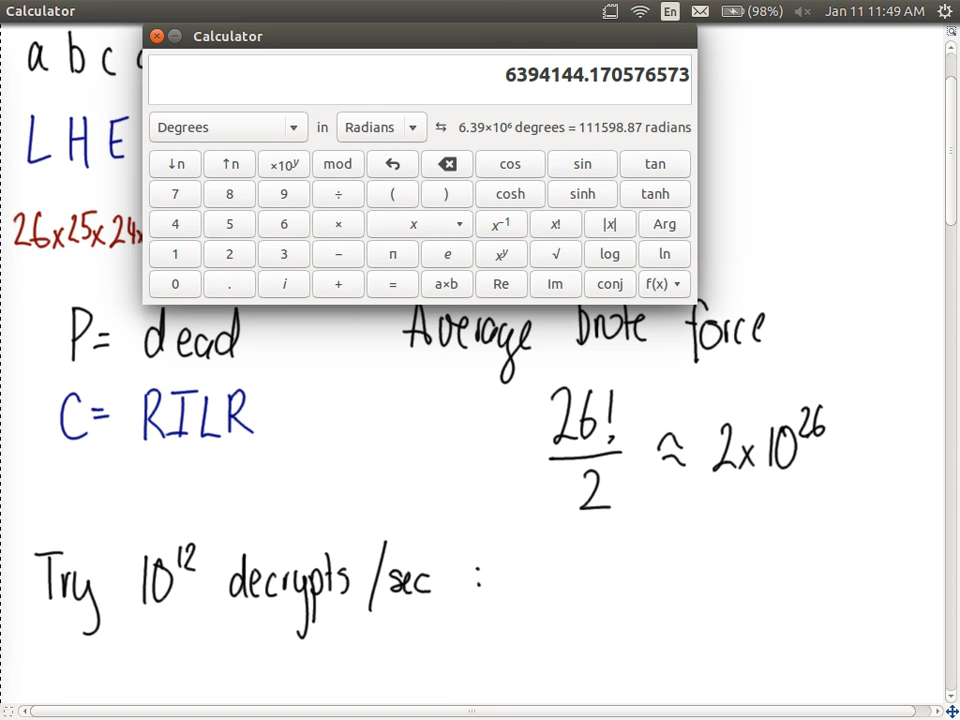 Calculator En (98%) Jan 11 11:49 AM
a b c
Calculator
6394144.170576573
L H E
Degrees in Radians 6.39×10⁶ degrees = 111598.87 radians
↓n ↑n ×10ʸ mod cos sin tan
7 8 9 ÷ ( ) cosh sinh tanh
26x25x24x
4 5 6 × x x⁻¹ x! |x| Arg
1 2 3 − π e xʸ √ log ln
0 . i + = a×b Re Im conj f(x)
P= dead Average brute force
C= RILR
26!/2 ≈ 2x10²⁶
Try 10¹² decrypts/sec :